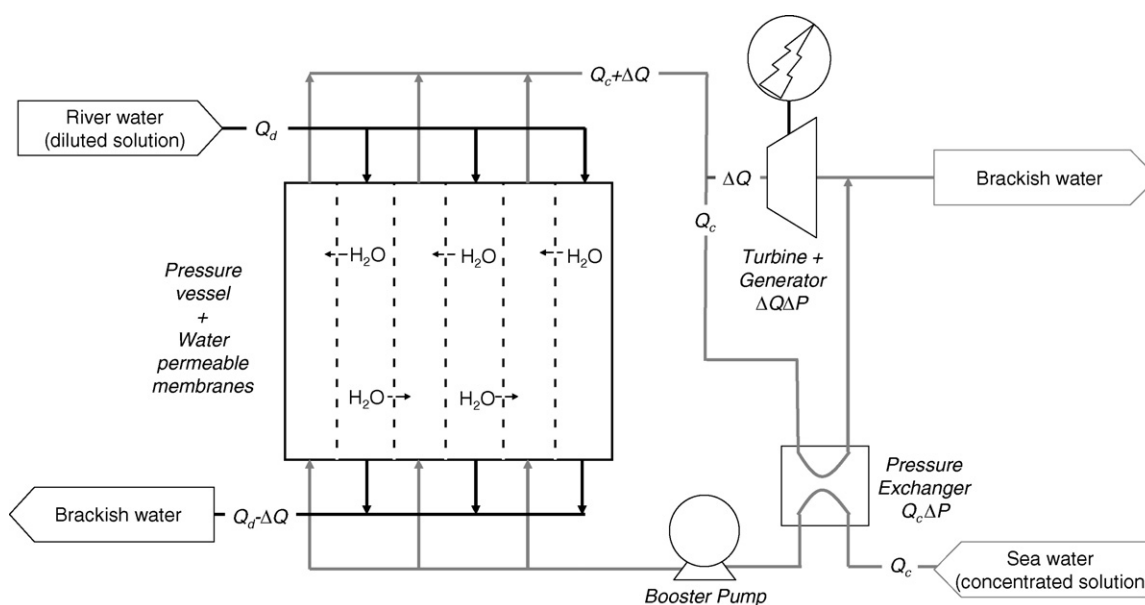 Q_c+ΔQ
River water
(diluted solution)
Q_d
ΔQ
Brackish water
Q_c
H₂O
H₂O
H₂O
Turbine +
Generator
ΔQΔP
Pressure
vessel
+
Water
permeable
membranes
H₂O
H₂O
Pressure
Exchanger
Q_cΔP
Brackish water
Q_d-ΔQ
Q_c
Sea water
(concentrated solution)
Booster Pump